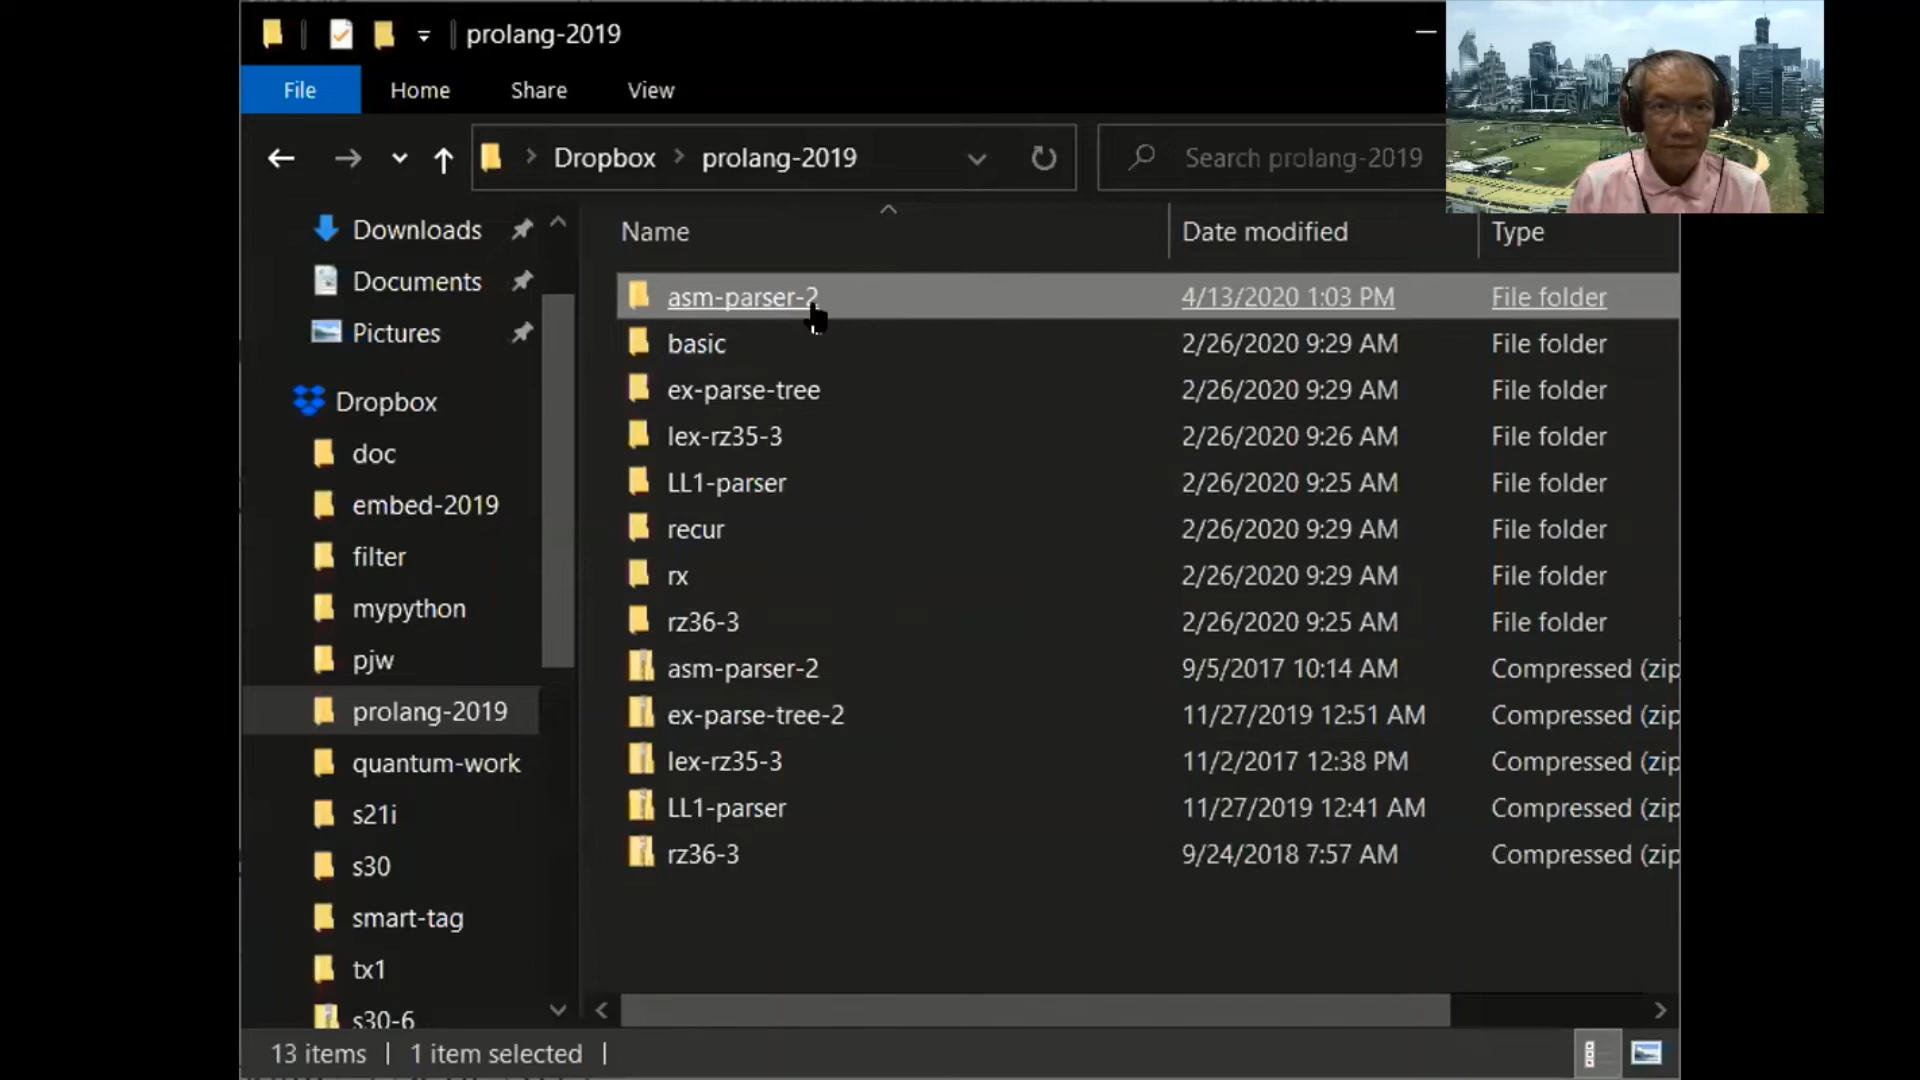 prolang-2019
File Home Share View
Dropbox prolang-2019
Search prolang-2019
Downloads
Documents
Pictures
Dropbox
doc
embed-2019
filter
mypython
pjw
prolang-2019
quantum-work
s21i
s30
smart-tag
tx1
s30-6
Name Date modified Type
asm-parser-2 4/13/2020 1:03 PM File folder
basic 2/26/2020 9:29 AM File folder
ex-parse-tree 2/26/2020 9:29 AM File folder
lex-rz35-3 2/26/2020 9:26 AM File folder
LL1-parser 2/26/2020 9:25 AM File folder
recur 2/26/2020 9:29 AM File folder
rx 2/26/2020 9:29 AM File folder
rz36-3 2/26/2020 9:25 AM File folder
asm-parser-2 9/5/2017 10:14 AM Compressed (zip
ex-parse-tree-2 11/27/2019 12:51 AM Compressed (zip
lex-rz35-3 11/2/2017 12:38 PM Compressed (zip
LL1-parser 11/27/2019 12:41 AM Compressed (zip
rz36-3 9/24/2018 7:57 AM Compressed (zip
13 items 1 item selected